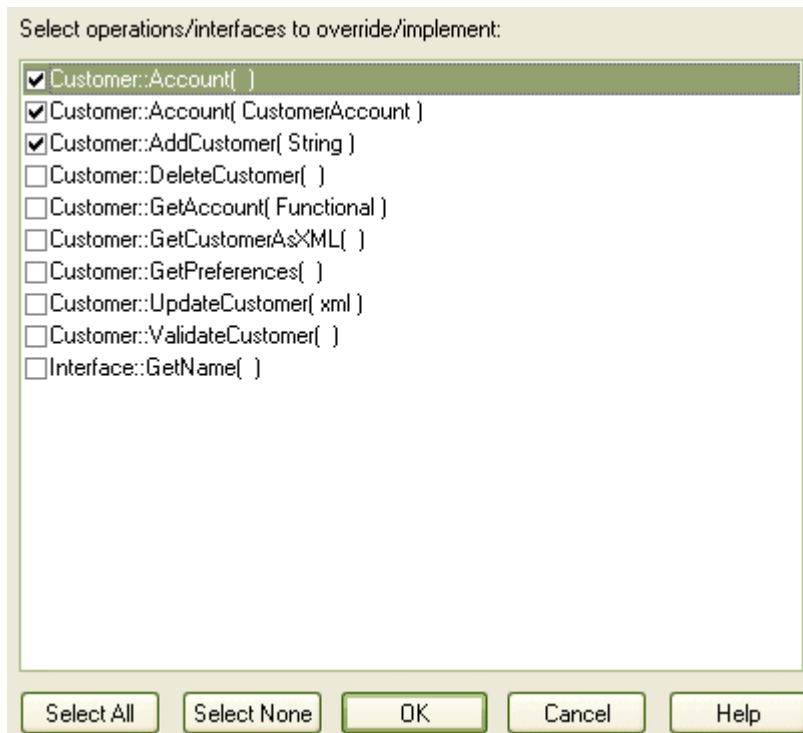 Select operations/interfaces to override/implement:
Customer::Account( )
Customer::Account( CustomerAccount )
Customer::AddCustomer( String )
Customer::DeleteCustomer( )
Customer::GetAccount( Functional )
Customer::GetCustomerAsXML( )
Customer::GetPreferences( )
Customer::UpdateCustomer( xml )
Customer::ValidateCustomer( )
Interface::GetName( )
Select All Select None OK Cancel Help